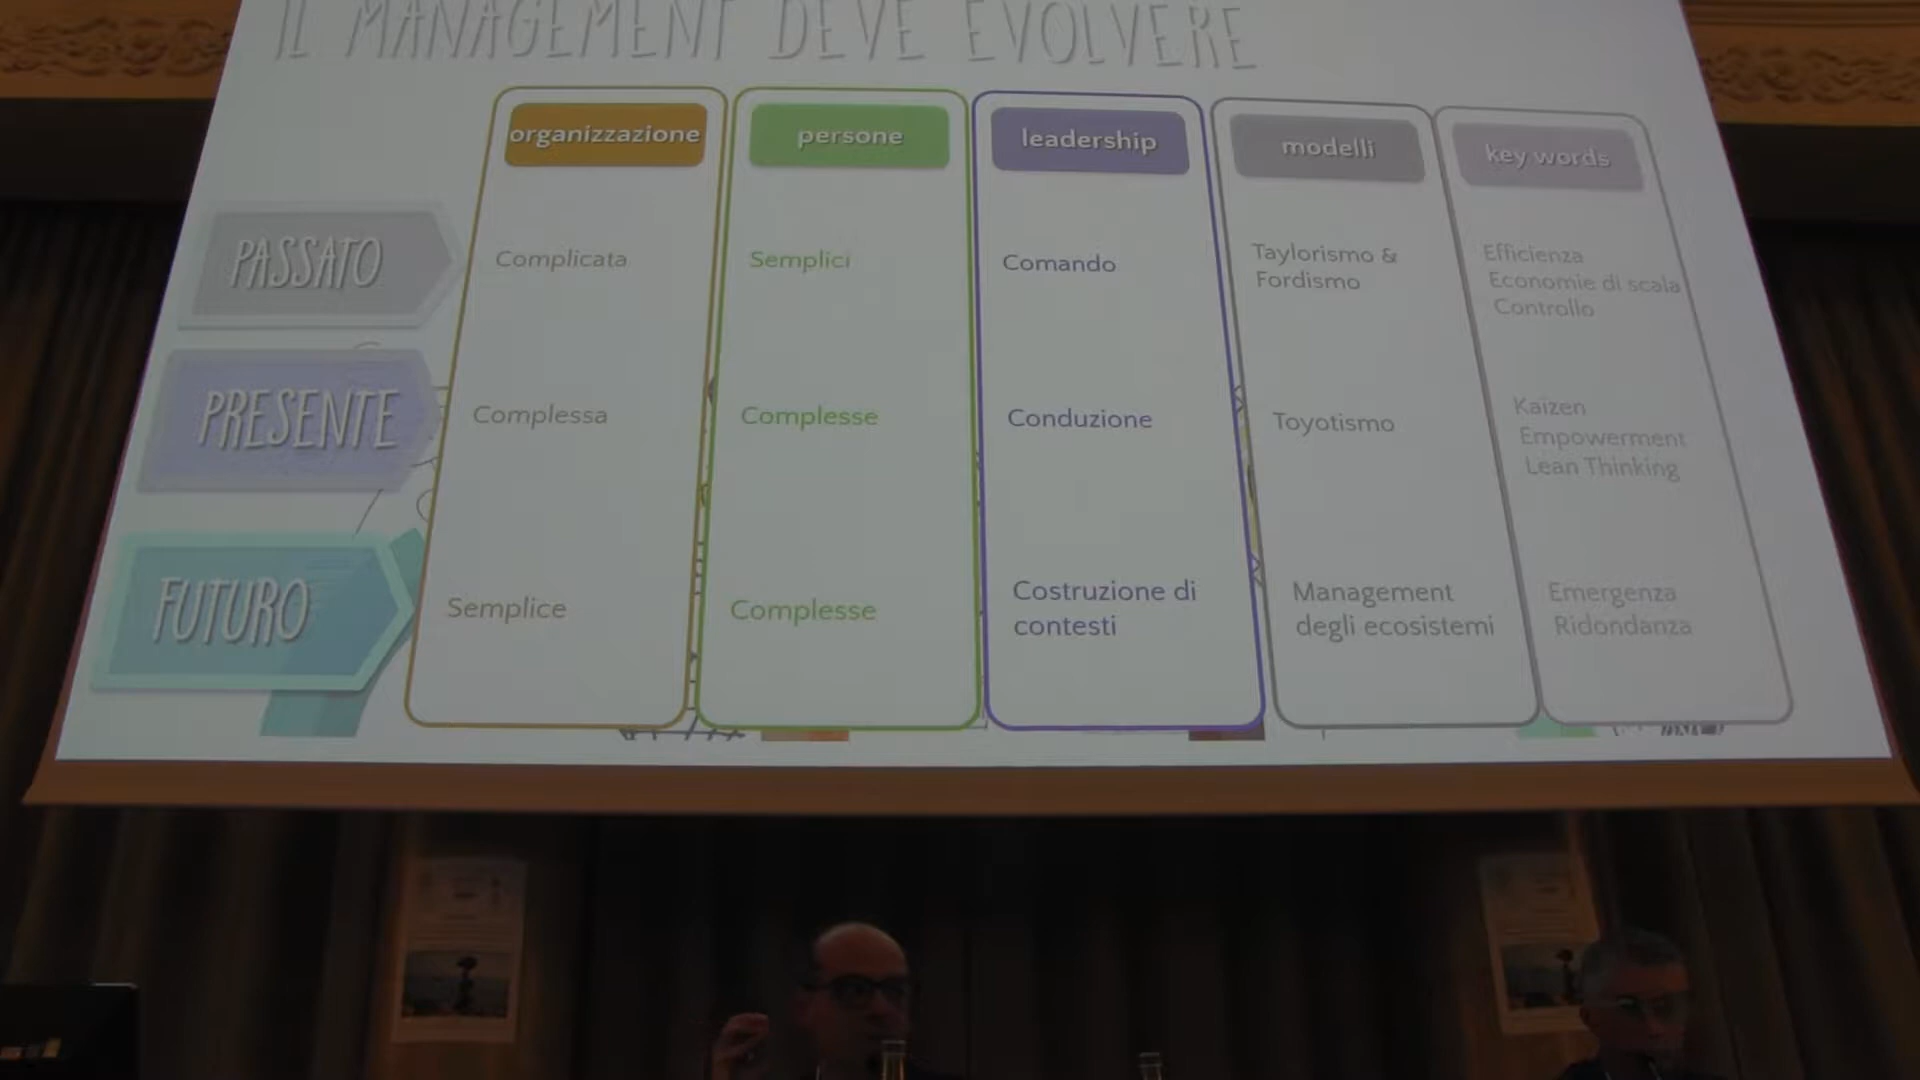 IL MANAGEMENT DEVE EVOLVERE
organizzazione
persone
leadership
modelli
key words
PASSATO
Complicata
Semplici
Comando
Taylorismo &
Fordismo
Efficienza
Economie di scala
Controllo
PRESENTE
Complessa
Complesse
Conduzione
Toyotismo
Kaizen
Empowerment
Lean Thinking
FUTURO
Semplice
Complesse
Costruzione di
contesti
Management
degli ecosistemi
Emergenza
Ridondanza